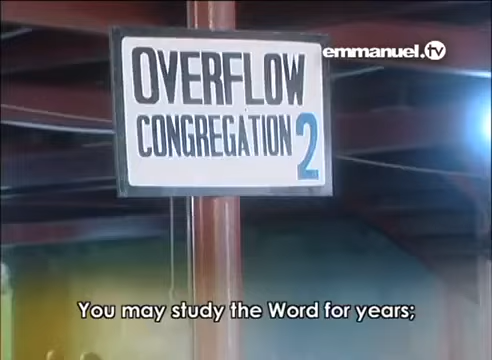 emmanuel.tv
OVERFLOW
CONGREGATION 2
You may study the Word for years;